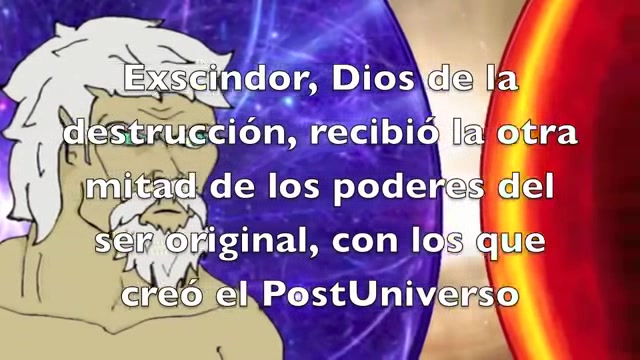 Exscindor, Dios de la
destrucción, recibió la otra
mitad de los poderes del
ser original, con los que
creó el PostUniverso